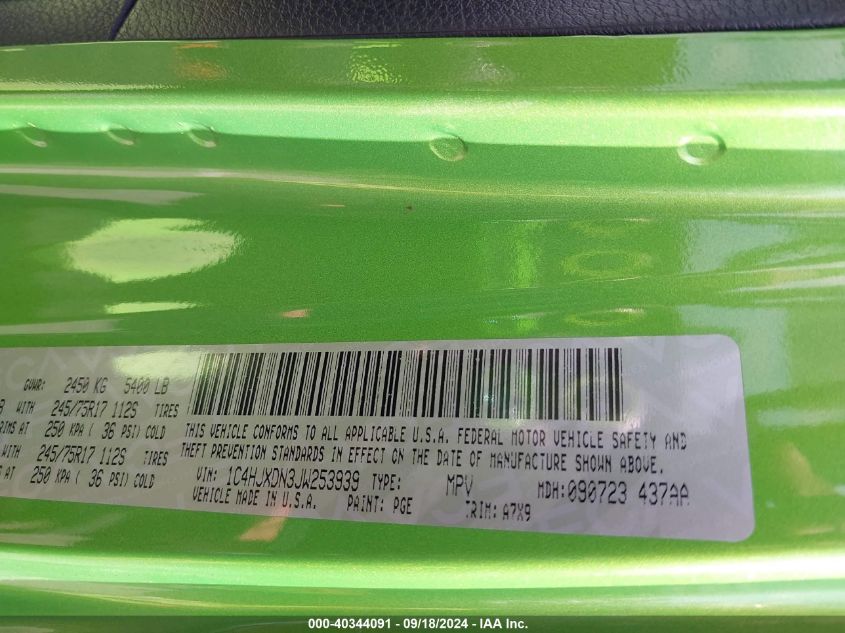 GVWR: 2450 KG 5400 LB
WITH 245/75R17 112S TIRES
RIMS AT 250 KPA ( 36 PSI) COLD
WITH 245/75R17 112S TIRES
RIMS AT 250 KPA ( 36 PSI) COLD
THIS VEHICLE CONFORMS TO ALL APPLICABLE U.S.A. FEDERAL MOTOR VEHICLE SAFETY AND
THEFT PREVENTION STANDARDS IN EFFECT ON THE DATE OF MANUFACTURE SHOWN ABOVE.
VIN: 1C4HJXDN3JW253939 TYPE: MPV MDH: 090723 437AA
VEHICLE MADE IN U.S.A. PAINT: PGE TRIM: A7X9
000-40344091 - 09/18/2024 - IAA Inc.